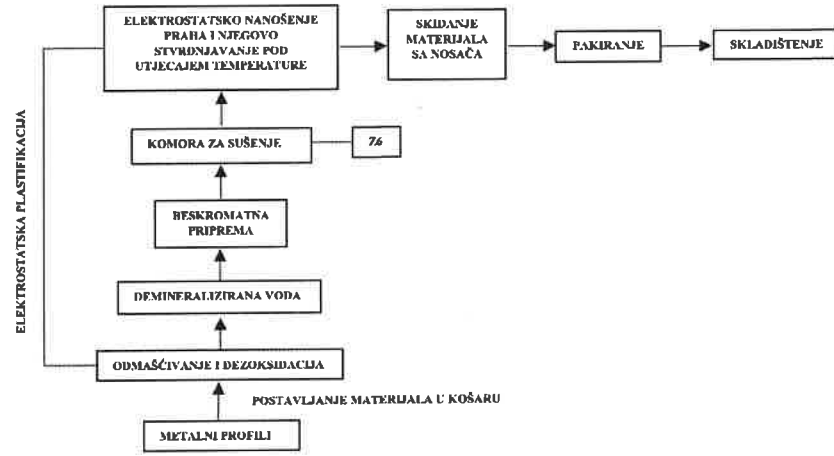 ELEKTROSTATSKO NANOŠENJE
PRAHA I NJEGOVO
STVRDNJAVANJE POD
UTJECAJEM TEMPERATURE
SKIDANJE
MATERIJALA
SA NOSAČA
PAKIRANJE
SKLADIŠTENJE
KOMORA ZA SUŠENJE
Z6
BESKROMATNA
PRIPREMA
DEMINERALIZIRANA VODA
ODMAŠĆIVANJE I DEZOKSIDACIJA
POSTAVLJANJE MATERIJALA U KOŠARU
METALNI PROFILI
ELEKTROSTATSKA PLASTIFIKACIJA